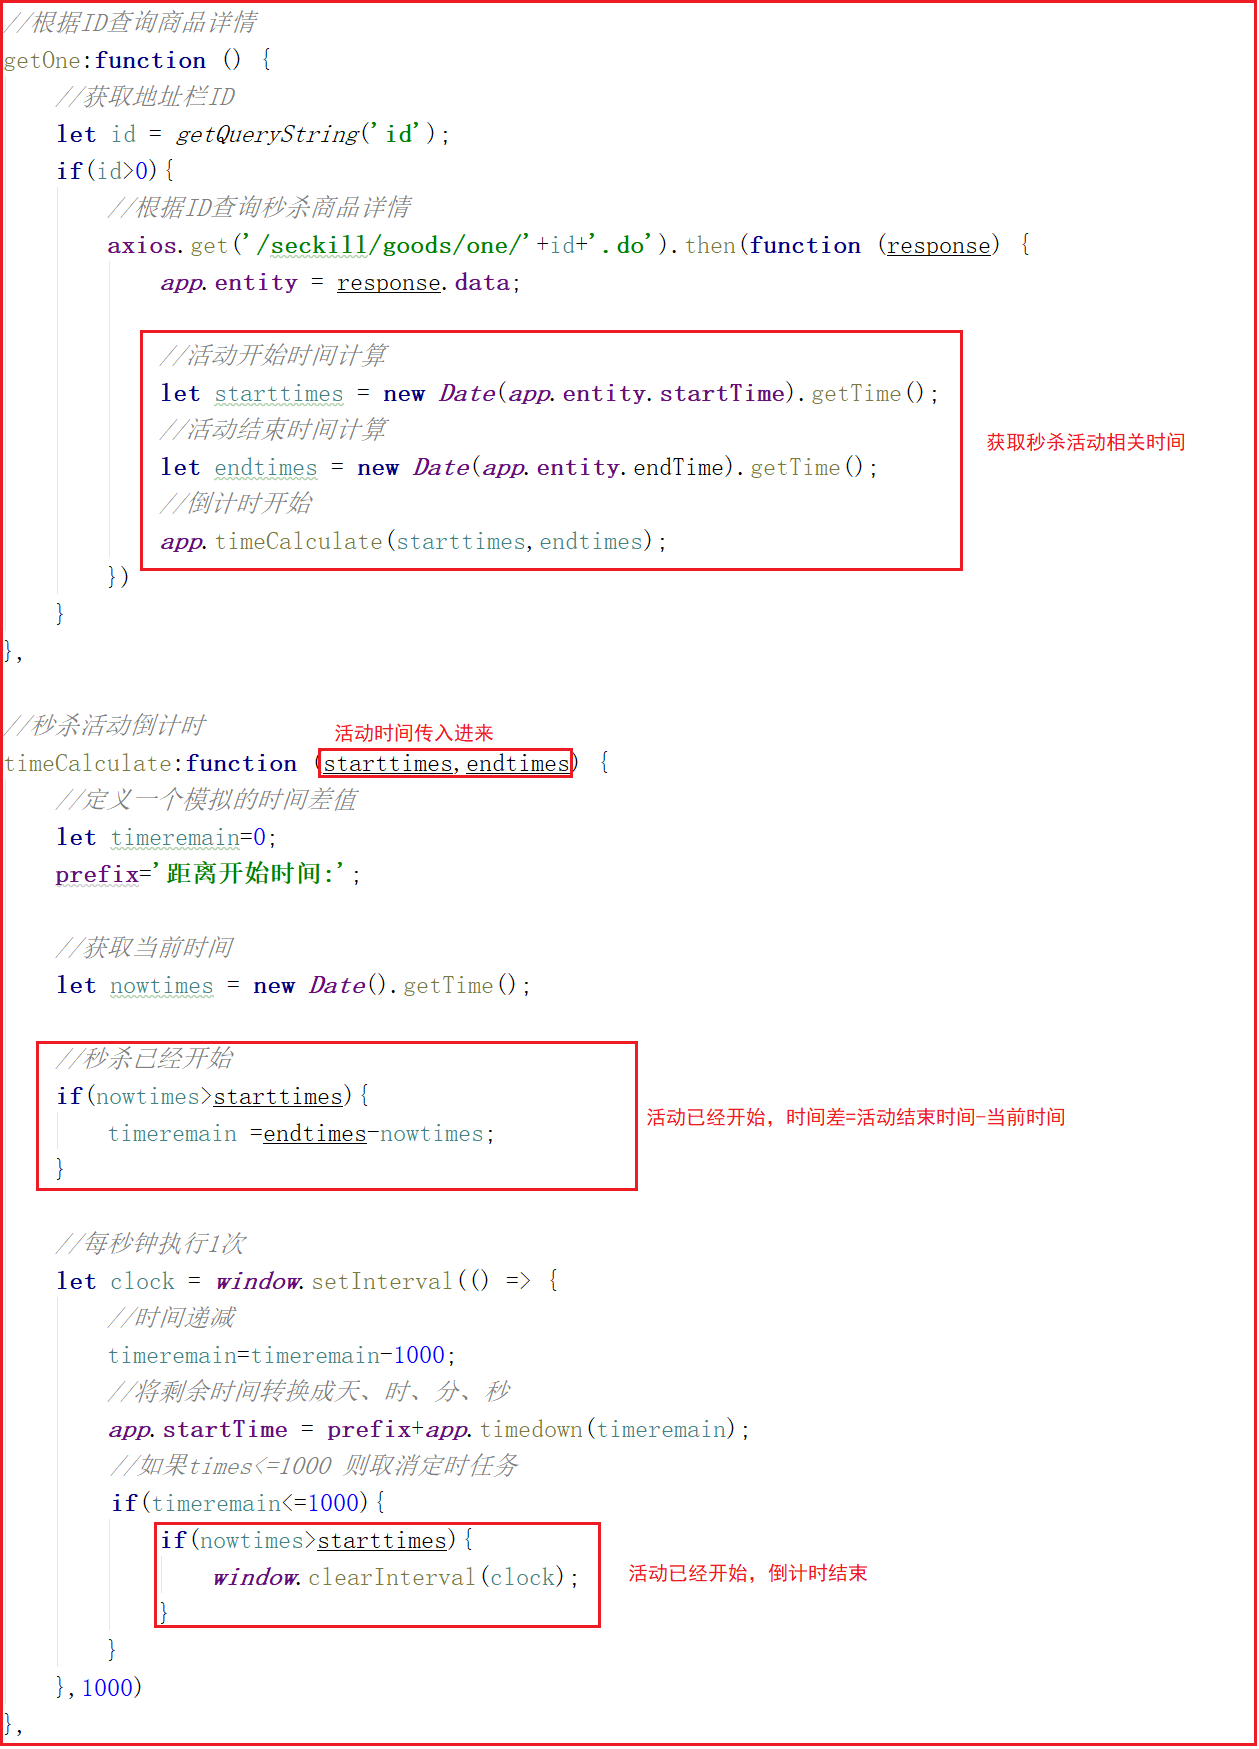 //根据ID查询商品详情
getOne:function () {
//获取地址栏ID
let id = getQueryString('id');
if(id>0){
//根据ID查询秒杀商品详情
axios.get('/seckill/goods/one/'+id+'.do').then(function (response) {
app.entity = response.data;
//活动开始时间计算
let starttimes = new Date(app.entity.startTime).getTime();
//活动结束时间计算
获取秒杀活动相关时间
let endtimes = new Date(app.entity.endTime).getTime();
//倒计时开始
app.timeCalculate(starttimes,endtimes);
})
}
},
//秒杀活动倒计时
活动时间传入进来
timeCalculate:function (starttimes,endtimes) {
//定义一个模拟的时间差值
let timeremain=0;
prefix='距离开始时间:';
//获取当前时间
let nowtimes = new Date().getTime();
//秒杀已经开始
if(nowtimes>starttimes){
活动已经开始，时间差=活动结束时间-当前时间
timeremain =endtimes-nowtimes;
}
//每秒钟执行1次
let clock = window.setInterval(() => {
//时间递减
timeremain=timeremain-1000;
//将剩余时间转换成天、时、分、秒
app.startTime = prefix+app.timedown(timeremain);
//如果times<=1000 则取消定时任务
if(timeremain<=1000){
if(nowtimes>starttimes){
window.clearInterval(clock);
活动已经开始，倒计时结束
}
}
},1000)
},